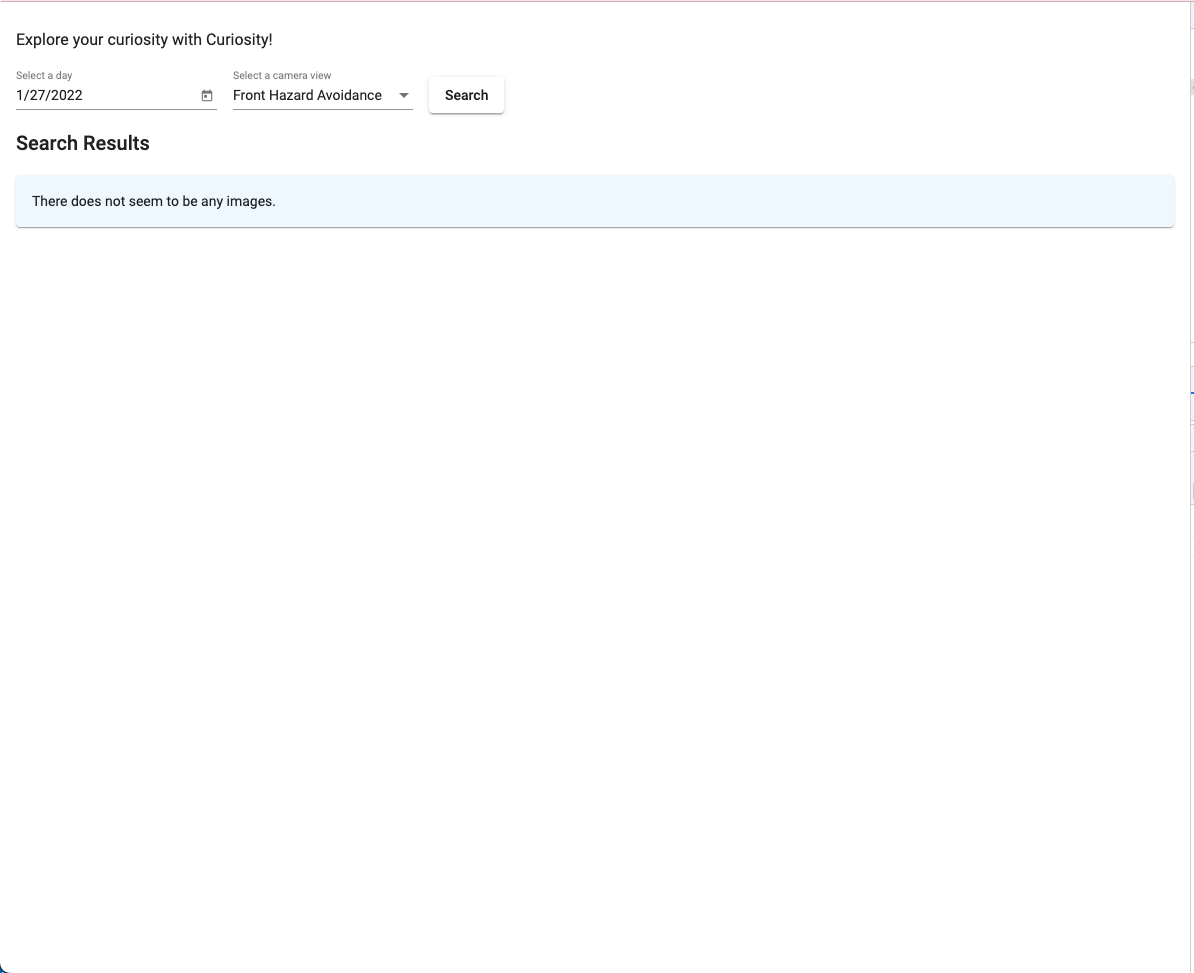 Explore your curiosity with Curiosity!
Select a day
1/27/2022
Select a camera view
Front Hazard Avoidance
Search
Search Results
There does not seem to be any images.